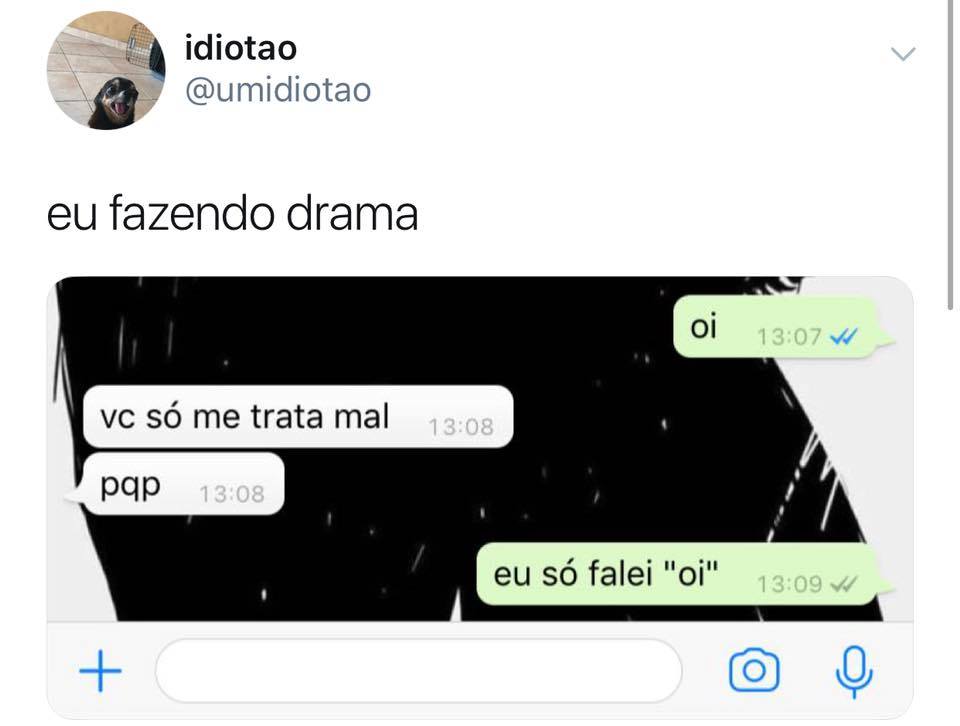 idiotao
@umidiotao
eu fazendo drama
oi 13:07
vc só me trata mal 13:08
pqp 13:08
eu só falei "oi" 13:09